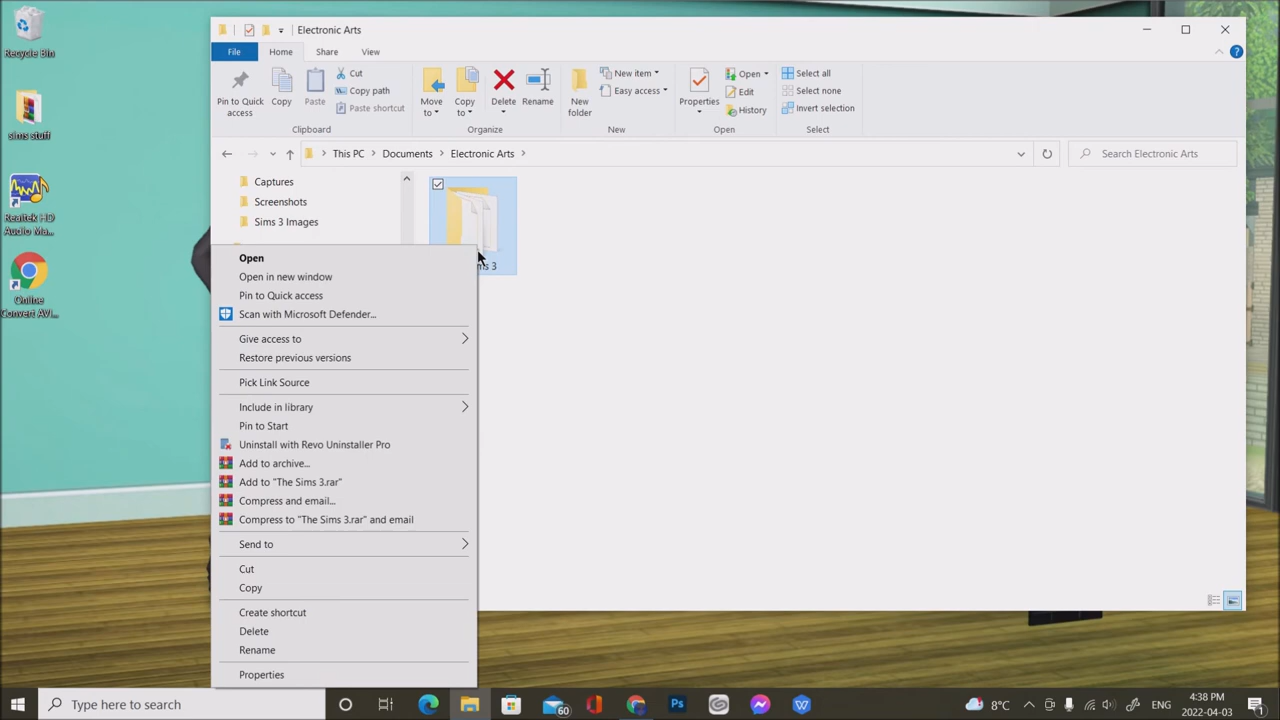 Recycle Bin
sims stuff
Realtek HD
Audio Ma...
Online
Convert AVI...
Electronic Arts
File
Home
Share
View
Pin to Quick
access
Copy
Paste
Cut
Copy path
Paste shortcut
Clipboard
Move
to
Copy
to
Delete
Rename
Organize
New
folder
New item
Easy access
New
Properties
Open
Edit
History
Open
Select all
Select none
Invert selection
Select
This PC
Documents
Electronic Arts
Search Electronic Arts
Captures
Screenshots
Sims 3 Images
ms 3
Open
Open in new window
Pin to Quick access
Scan with Microsoft Defender...
Give access to
Restore previous versions
Pick Link Source
Include in library
Pin to Start
Uninstall with Revo Uninstaller Pro
Add to archive...
Add to "The Sims 3.rar"
Compress and email...
Compress to "The Sims 3.rar" and email
Send to
Cut
Copy
Create shortcut
Delete
Rename
Properties
Type here to search
60
Ps
8°C
4:38 PM
2022-04-03
1